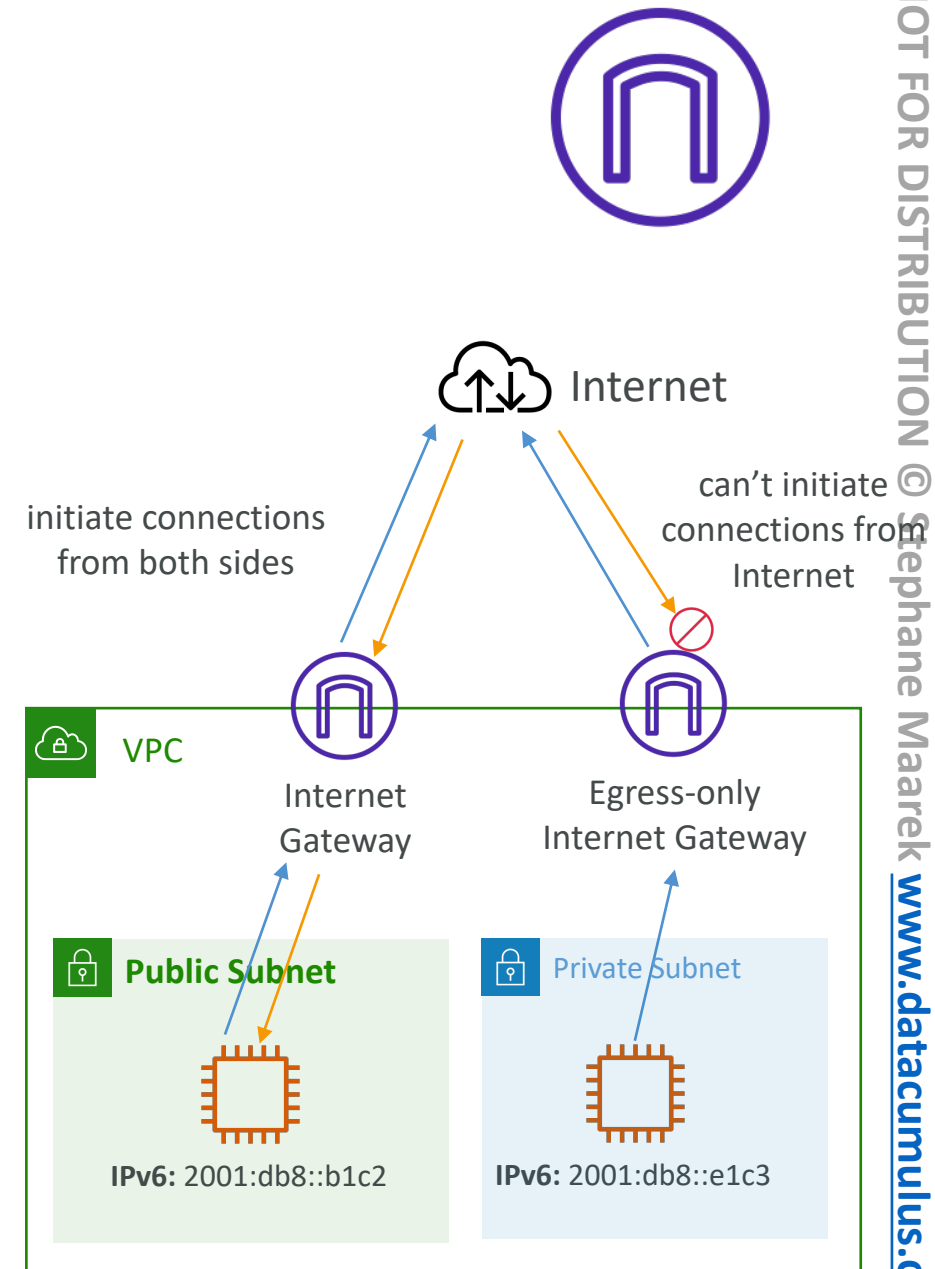 Internet
initiate connections
from both sides
can’t initiate
connections from
Internet
VPC
Internet
Gateway
Egress-only
Internet Gateway
Public Subnet
Private Subnet
IPv6: 2001:db8::b1c2
IPv6: 2001:db8::e1c3
OT FOR DISTRIBUTION © Stephane Maarek www.datacumulus.c